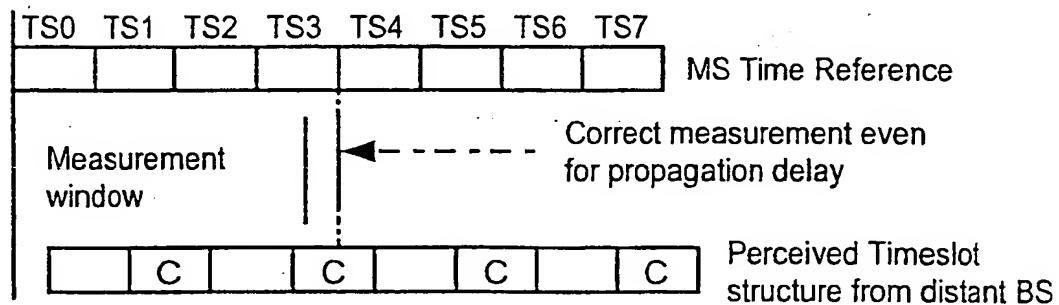 TS0 TS1 TS2 TS3 TS4 TS5 TS6 TS7
MS Time Reference
Measurement
window
Correct measurement even
for propagation delay
C C C C
Perceived Timeslot
structure from distant BS